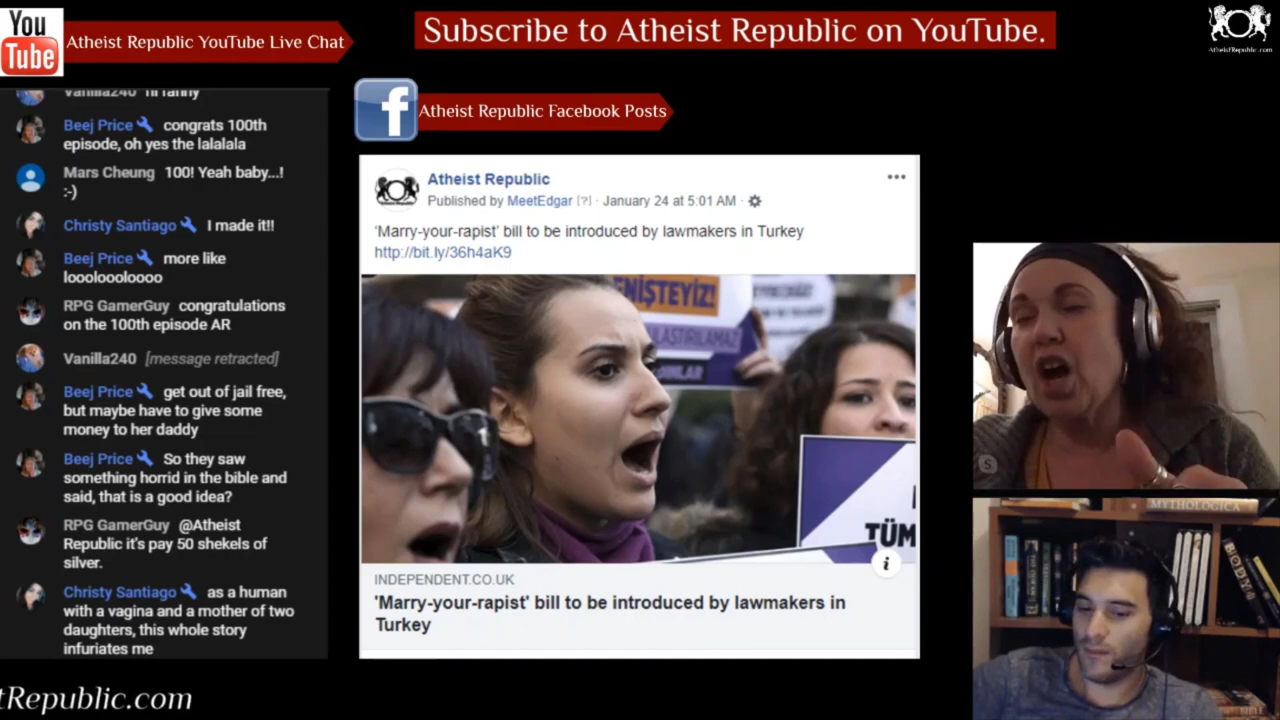 You
Tube
Atheist Republic YouTube Live Chat
Subscribe to Atheist Republic on YouTube.
AtheistRepublic.com
Vanilla240 hi fanny
Beej Price congrats 100th
episode, oh yes the lalalala
Mars Cheung 100! Yeah baby...!
:-)
Christy Santiago I made it!!
Beej Price more like
loooloooloooo
RPG GamerGuy congratulations
on the 100th episode AR
Vanilla240 [message retracted]
Beej Price get out of jail free,
but maybe have to give some
money to her daddy
Beej Price So they saw
something horrid in the bible and
said, that is a good idea?
RPG GamerGuy @Atheist
Republic it's pay 50 shekels of
silver.
Christy Santiago as a human
with a vagina and a mother of two
daughters, this whole story
infuriates me
f
Atheist Republic Facebook Posts
Atheist Republic
Published by MeetEdgar [?] · January 24 at 5:01 AM ·
'Marry-your-rapist' bill to be introduced by lawmakers in Turkey
http://bit.ly/36h4aK9
ENİŞTEYİZ!
TÜM
i
INDEPENDENT.CO.UK
'Marry-your-rapist' bill to be introduced by lawmakers in
Turkey
S
MYTHOLOGICA
tRepublic.com